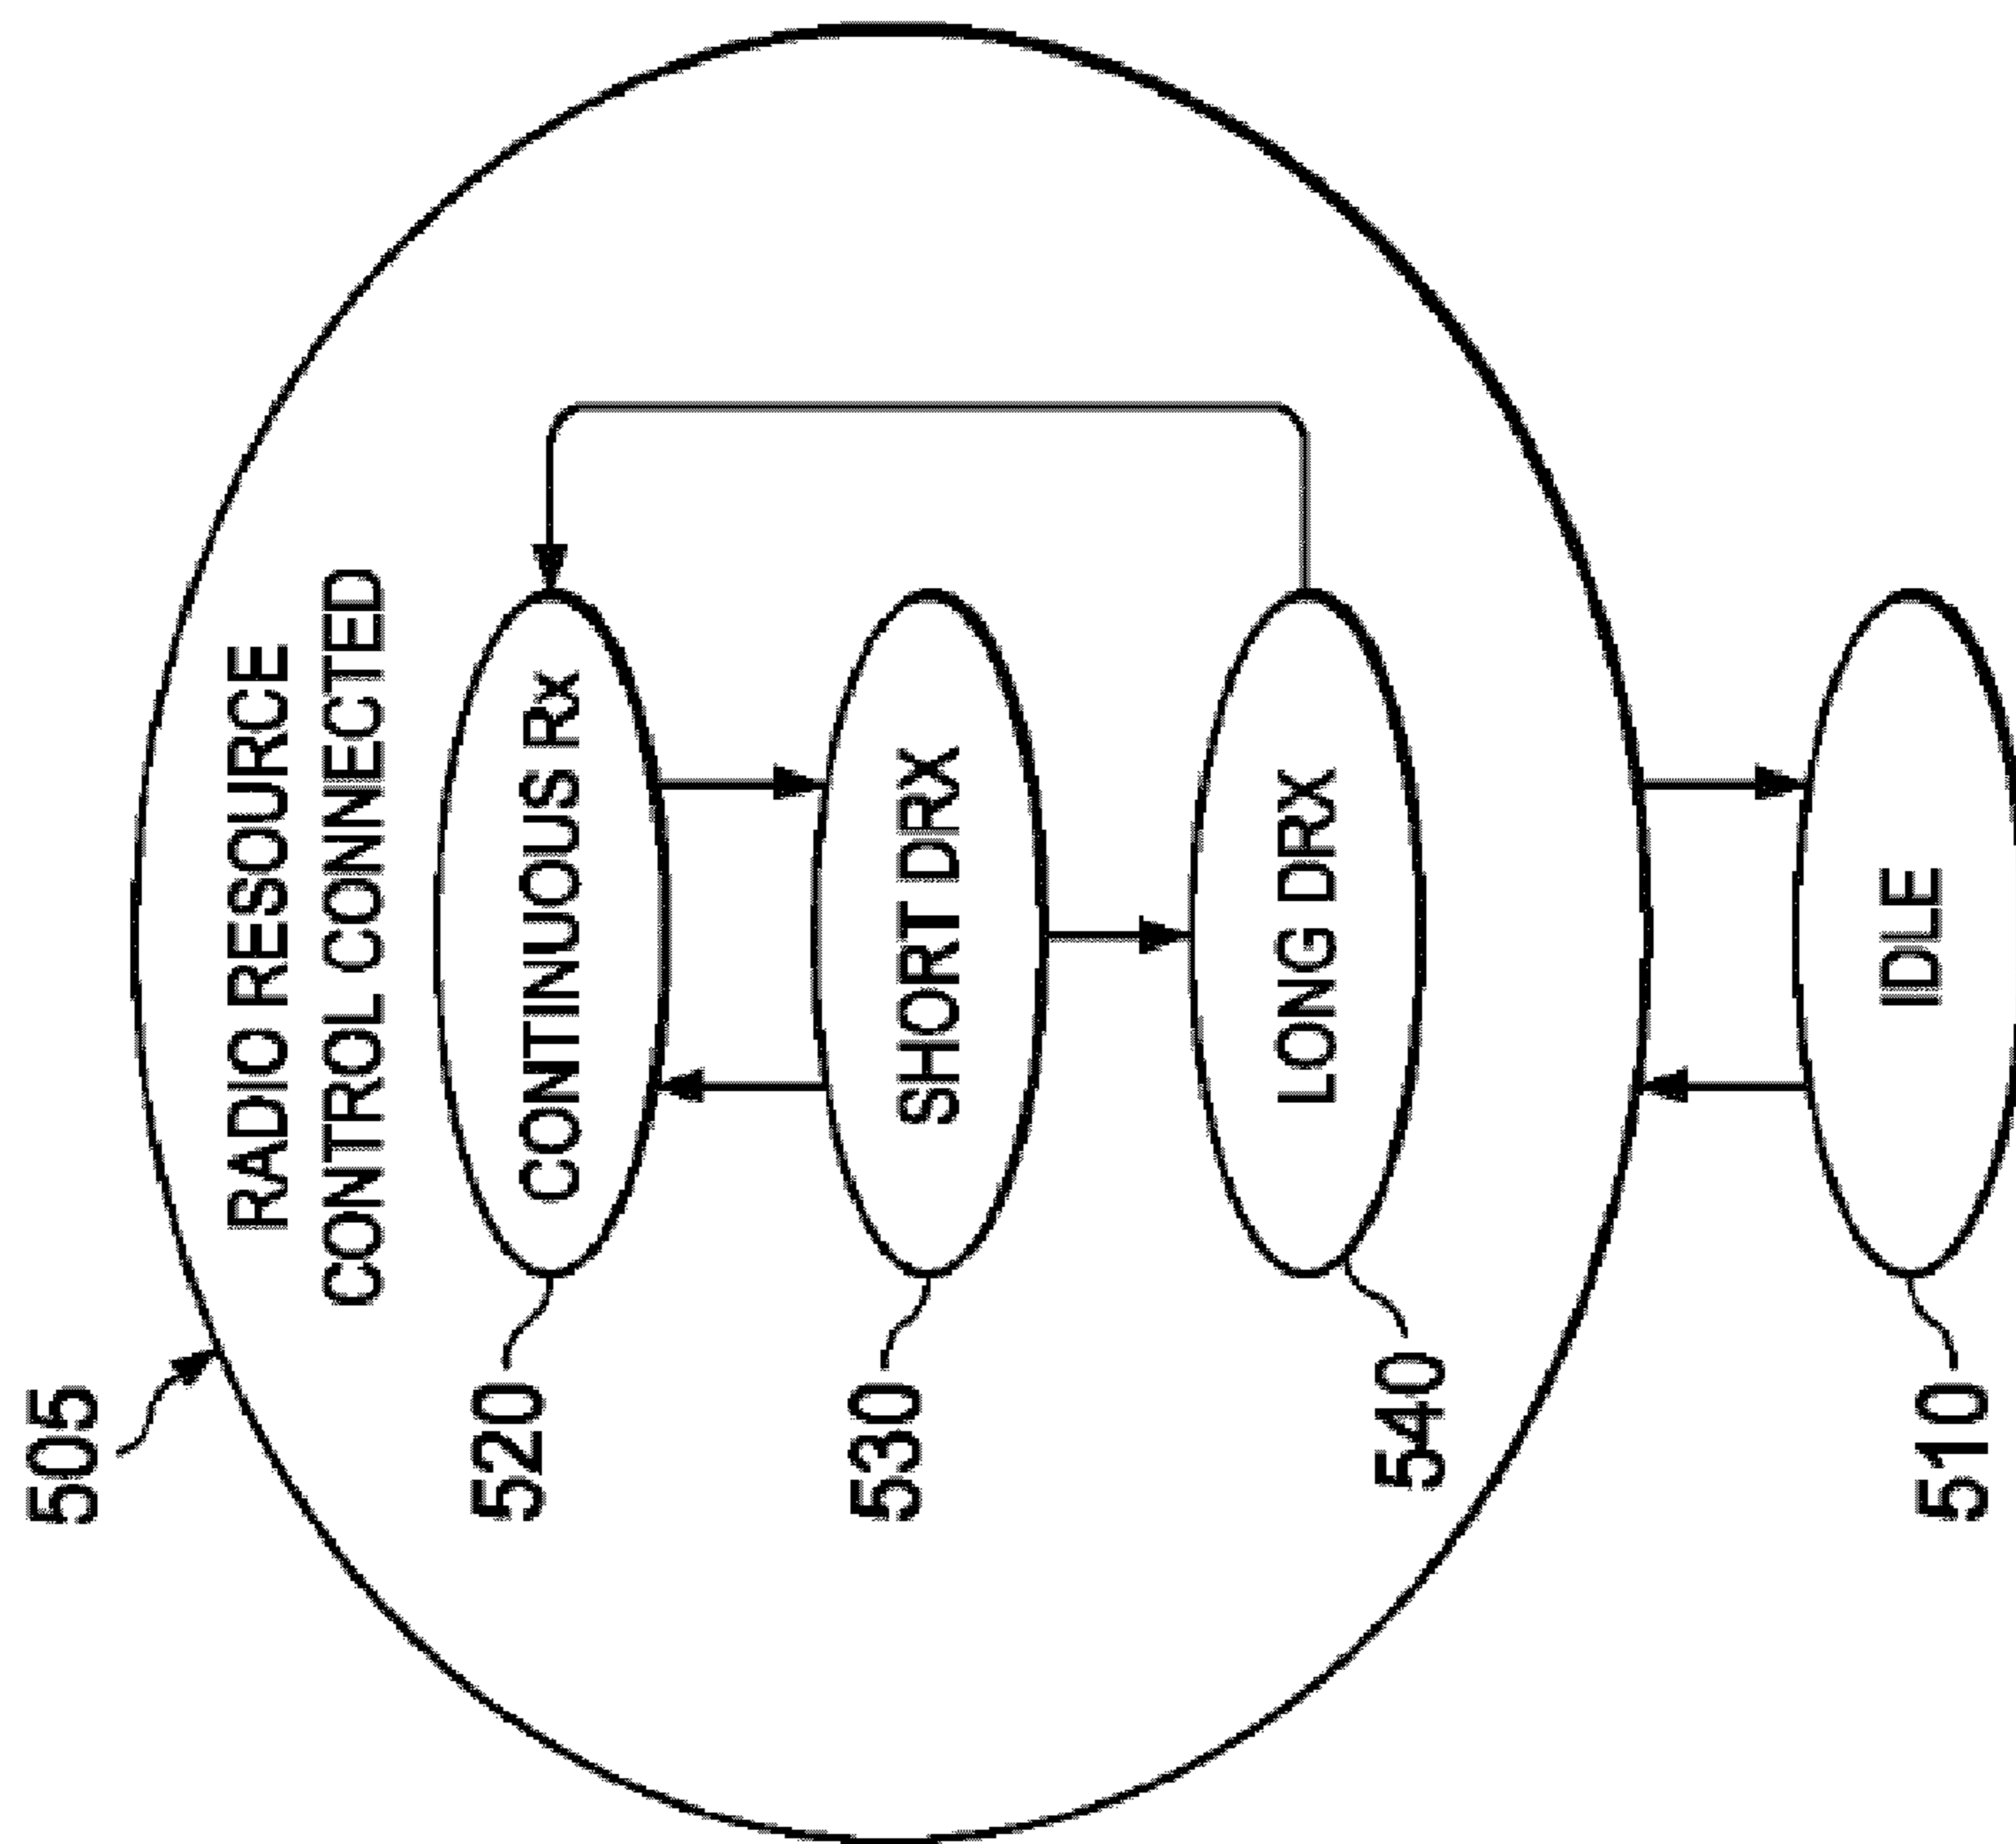 505
RADIO RESOURCE
CONTROL CONNECTED
520
CONTINUOUS Rx
530
SHORT DRX
540
LONG DRX
510
IDLE